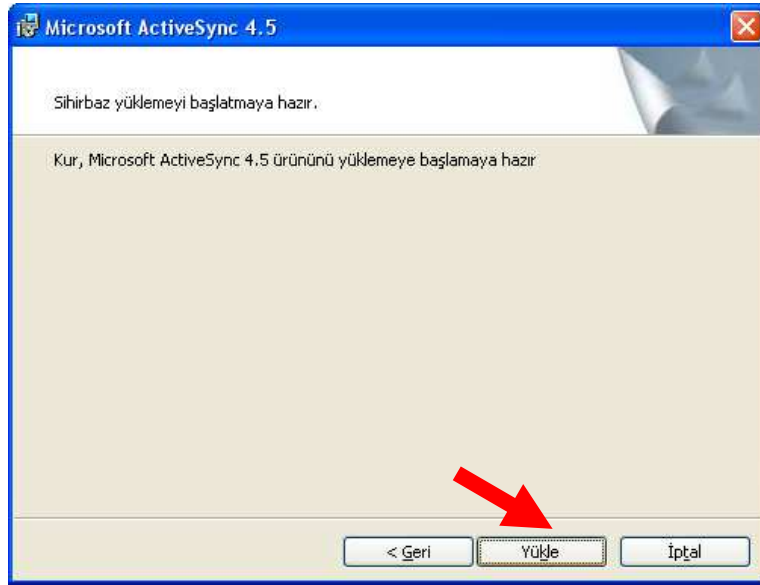 Microsoft ActiveSync 4.5
Sihirbaz yüklemeyi başlatmaya hazır.
Kur, Microsoft ActiveSync 4.5 ürününü yüklemeye başlamaya hazır
< Geri
Yükle
İptal